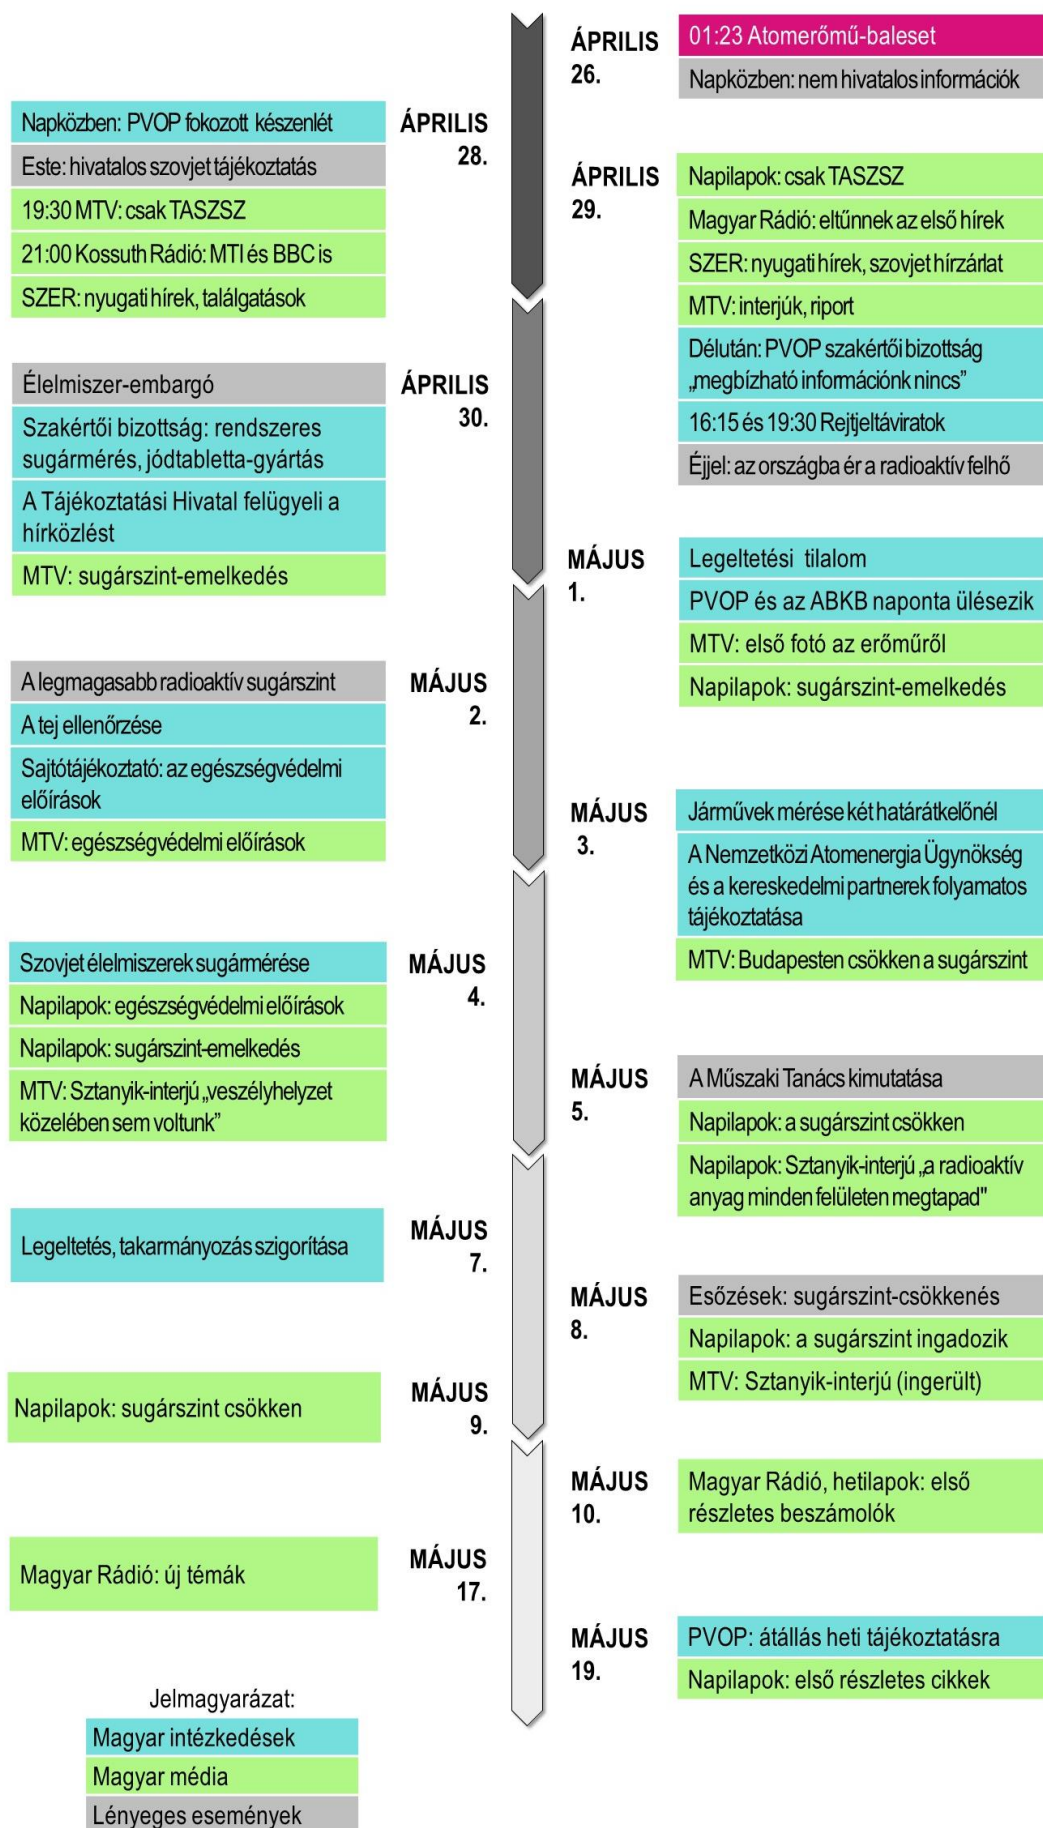 ÁPRILIS
26.
01:23 Atomerőmű-baleset
Napközben: nem hivatalos információk
ÁPRILIS
28.
Napközben: PVOP fokozott készenlét
Este: hivatalos szovjet tájékoztatás
19:30 MTV: csak TASZSZ
21:00 Kossuth Rádió: MTI és BBC is
SZER: nyugati hírek, találgatások
ÁPRILIS
29.
Napilapok: csak TASZSZ
Magyar Rádió: eltűnnek az első hírek
SZER: nyugati hírek, szovjet hírzárlat
MTV: interjúk, riport
Délután: PVOP szakértői bizottság
„megbízható információnk nincs”
16:15 és 19:30 Rejtjeltáviratok
Éjjel: az országba ér a radioaktív felhő
ÁPRILIS
30.
Élelmiszer-embargó
Szakértői bizottság: rendszeres
sugármérés, jódtabletta-gyártás
A Tájékoztatási Hivatal felügyeli a
hírközlést
MTV: sugárszint-emelkedés
MÁJUS
1.
Legeltetési tilalom
PVOP és az ABKB naponta ülésezik
MTV: első fotó az erőműről
Napilapok: sugárszint-emelkedés
MÁJUS
2.
A legmagasabb radioaktív sugárszint
A tej ellenőrzése
Sajtótájékoztató: az egészségvédelmi
előírások
MTV: egészségvédelmi előírások
MÁJUS
3.
Járművek mérése két határátkelőnél
A Nemzetközi Atomenergia Ügynökség
és a kereskedelmi partnerek folyamatos
tájékoztatása
MTV: Budapesten csökken a sugárszint
MÁJUS
4.
Szovjet élelmiszerek sugármérése
Napilapok: egészségvédelmi előírások
Napilapok: sugárszint-emelkedés
MTV: Sztanyik-interjú „veszélyhelyzet
közelében sem voltunk”
MÁJUS
5.
A Műszaki Tanács kimutatása
Napilapok: a sugárszint csökken
Napilapok: Sztanyik-interjú „a radioaktív
anyag minden felületen megtapad"
MÁJUS
7.
Legeltetés, takarmányozás szigorítása
MÁJUS
8.
Esőzések: sugárszint-csökkenés
Napilapok: a sugárszint ingadozik
MTV: Sztanyik-interjú (ingerült)
MÁJUS
9.
Napilapok: sugárszint csökken
MÁJUS
10.
Magyar Rádió, hetilapok: első
részletes beszámolók
MÁJUS
17.
Magyar Rádió: új témák
MÁJUS
19.
PVOP: átállás heti tájékoztatásra
Napilapok: első részletes cikkek
Jelmagyarázat:
Magyar intézkedések
Magyar média
Lényeges események